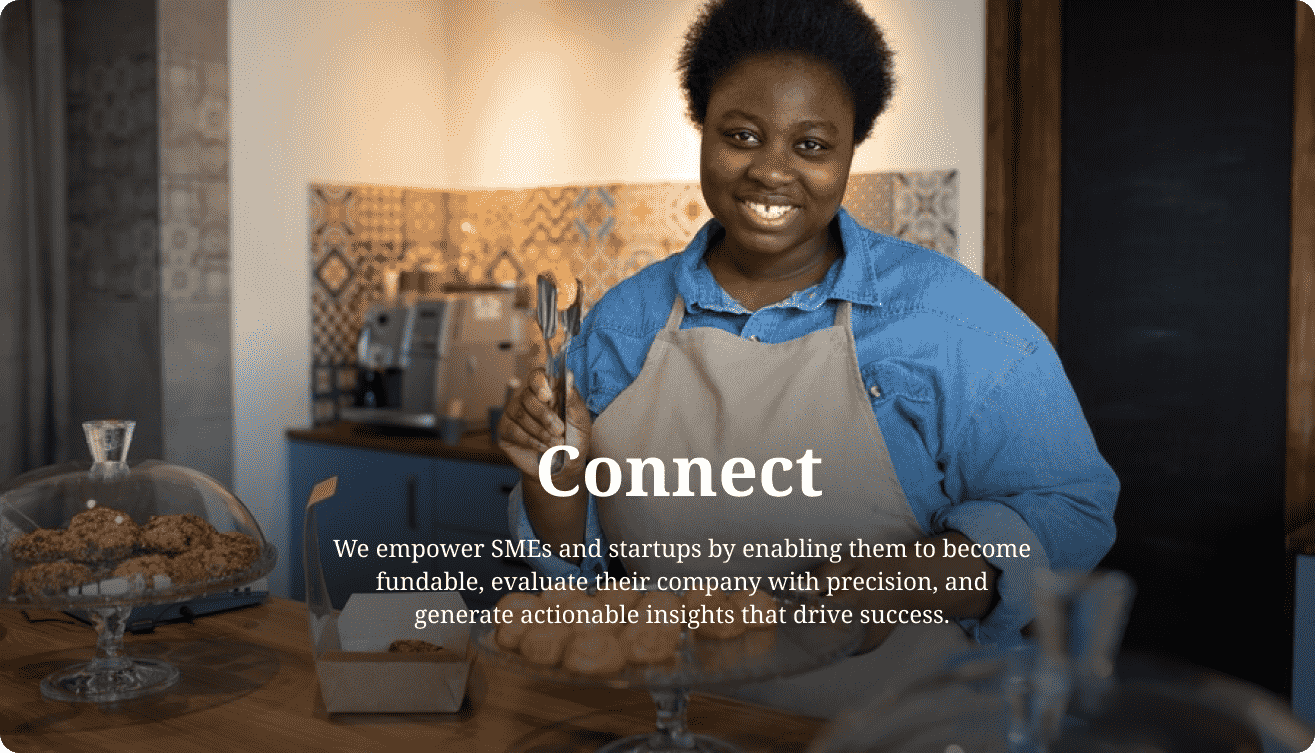 Connect
We empower SMEs and startups by enabling them to become
fundable, evaluate their company with precision, and
generate actionable insights that drive success.